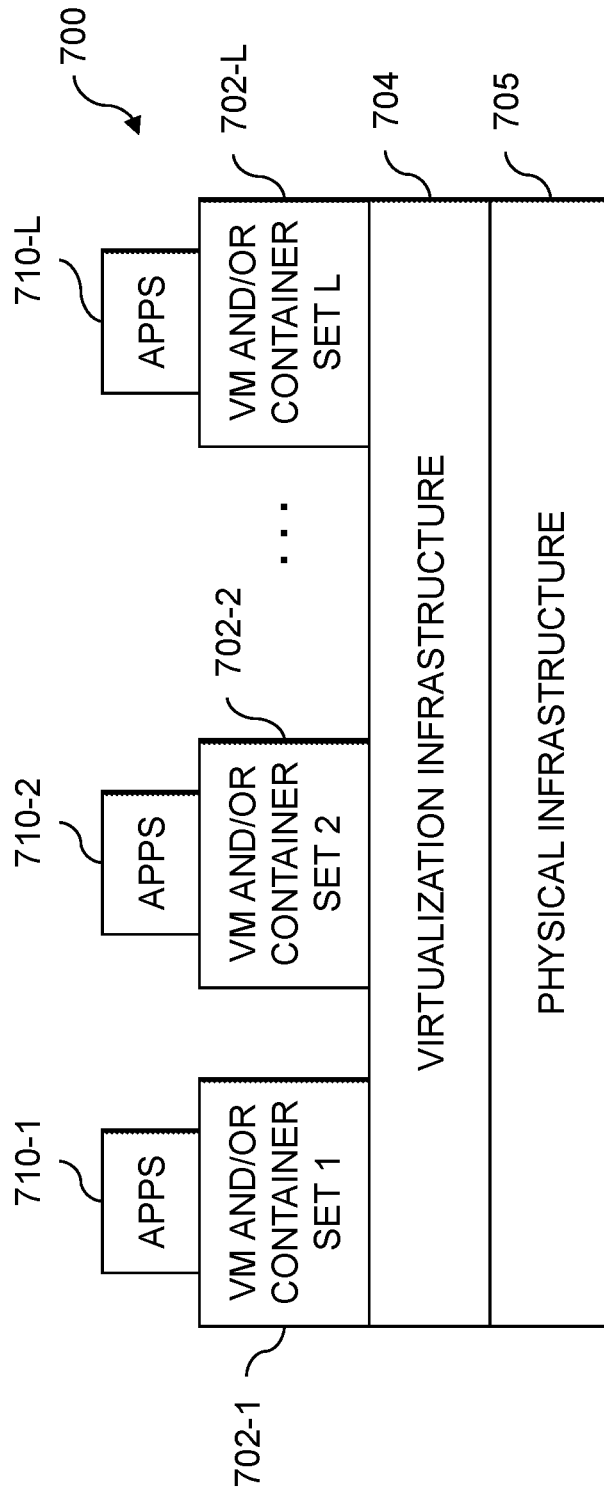 700
710-1
710-2
710-L
APPS
APPS
APPS
702-1
VM AND/OR
CONTAINER
SET 1
VM AND/OR
CONTAINER
SET 2
702-2
. . .
VM AND/OR
CONTAINER
SET L
702-L
VIRTUALIZATION INFRASTRUCTURE
704
PHYSICAL INFRASTRUCTURE
705